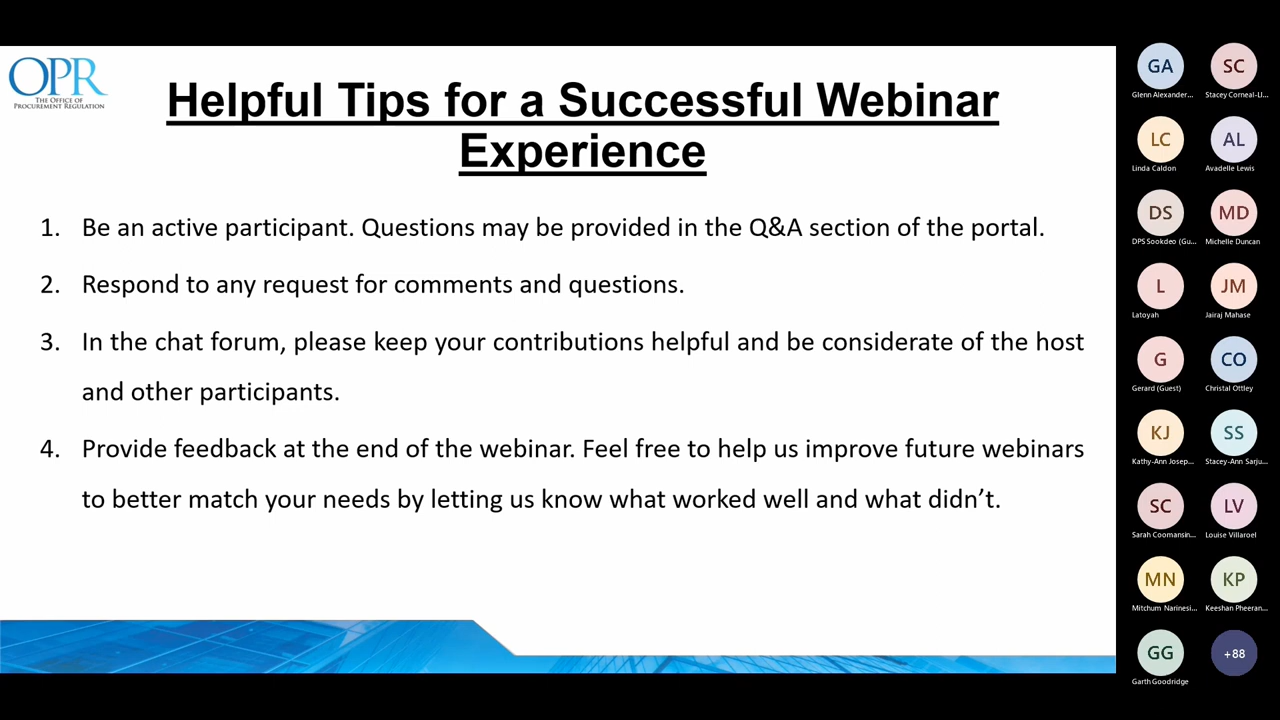 OPR
THE OFFICE OF
PROCUREMENT REGULATION
Helpful Tips for a Successful Webinar
Experience
1. Be an active participant. Questions may be provided in the Q&A section of the portal.
2. Respond to any request for comments and questions.
3. In the chat forum, please keep your contributions helpful and be considerate of the host
and other participants.
4. Provide feedback at the end of the webinar. Feel free to help us improve future webinars
to better match your needs by letting us know what worked well and what didn’t.
GA SC
Glenn Alexander... Stacey Corneal-Ll...
LC AL
Linda Caldon Avadelle Lewis
DS MD
DPS Sookdeo (Gu... Michelle Duncan
L JM
Latoyah Jairaj Mahase
G CO
Gerard (Guest) Christal Ottley
KJ SS
Kathy-Ann Josep... Stacey-Ann Sarju...
SC LV
Sarah Coomansin... Louise Villaroel
MN KP
Mitchum Narinesi... Keeshan Pheeran...
GG +88
Garth Goodridge